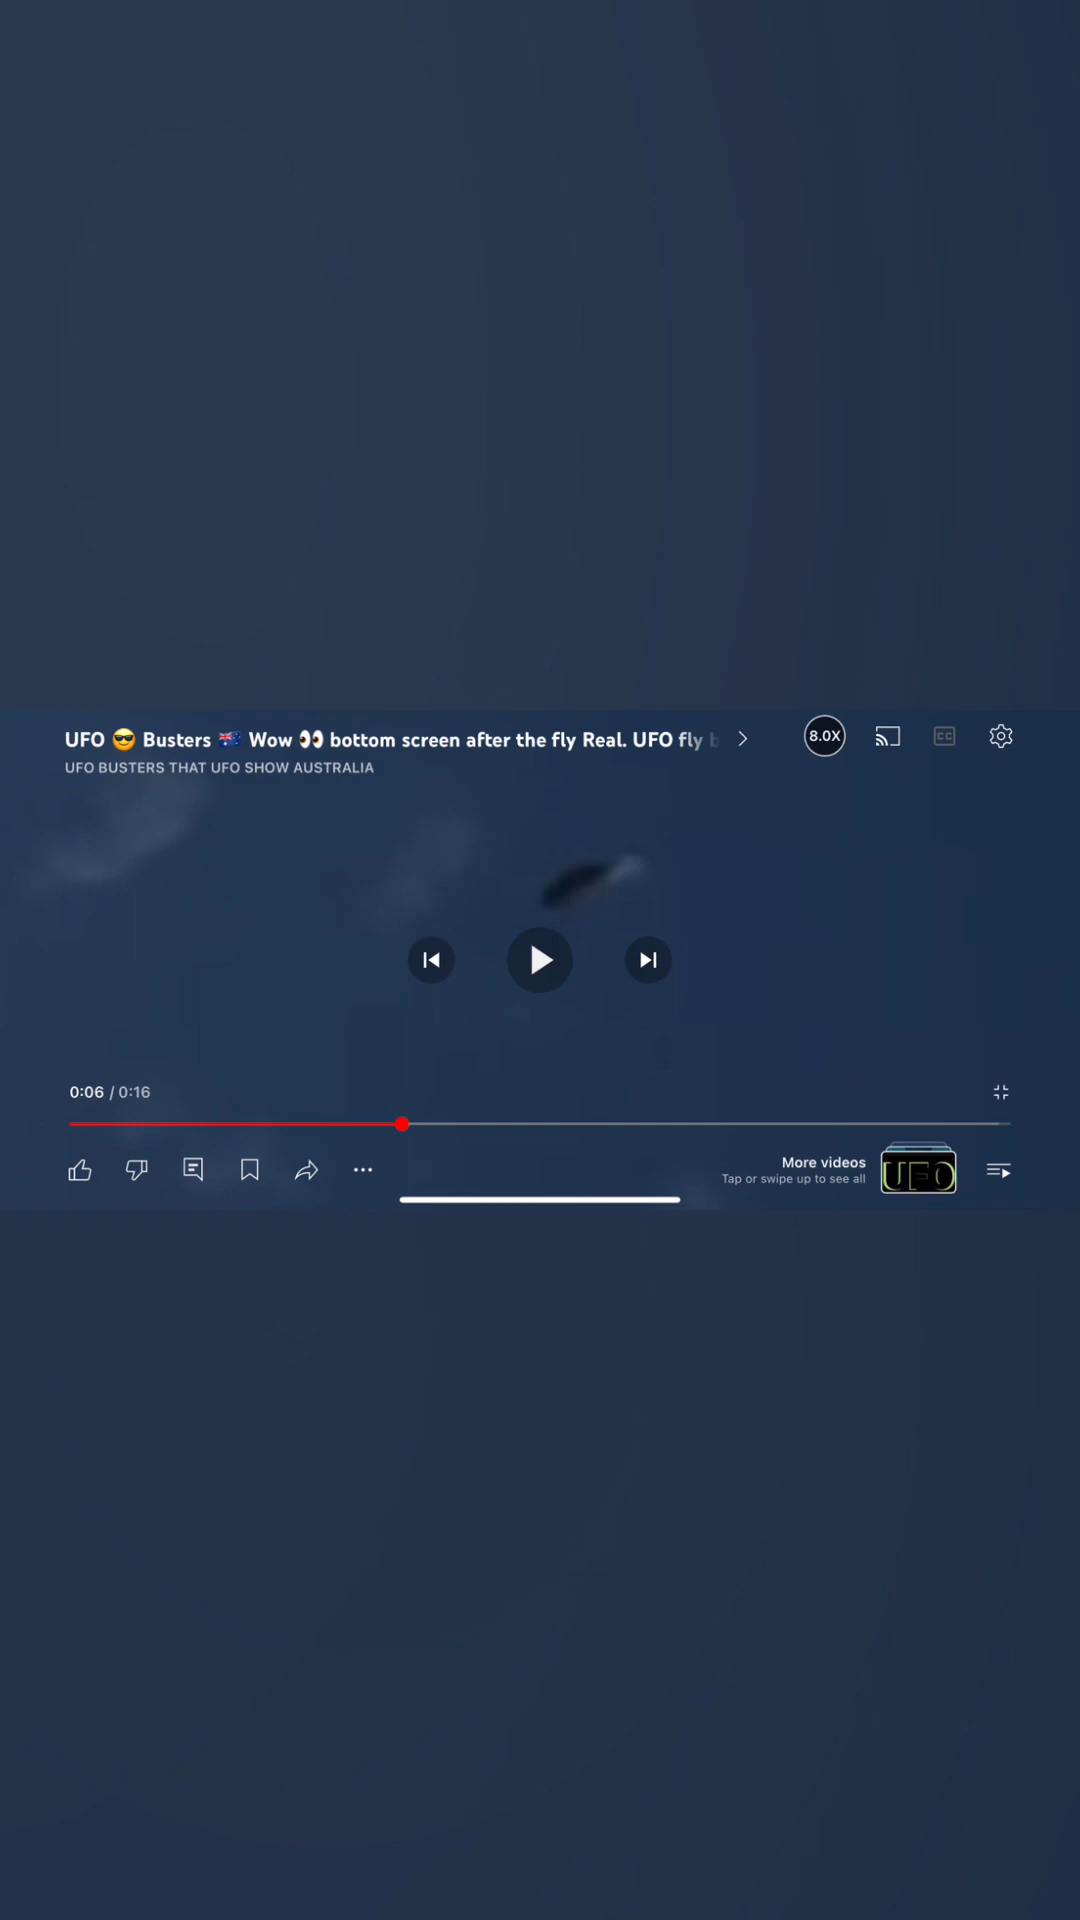 UFO 😎 Busters 🇦🇺 Wow 👀 bottom screen after the fly Real. UFO fly
8.0X
CC
UFO BUSTERS THAT UFO SHOW AUSTRALIA
0:06 / 0:16
More videos
Tap or swipe up to see all
UFO